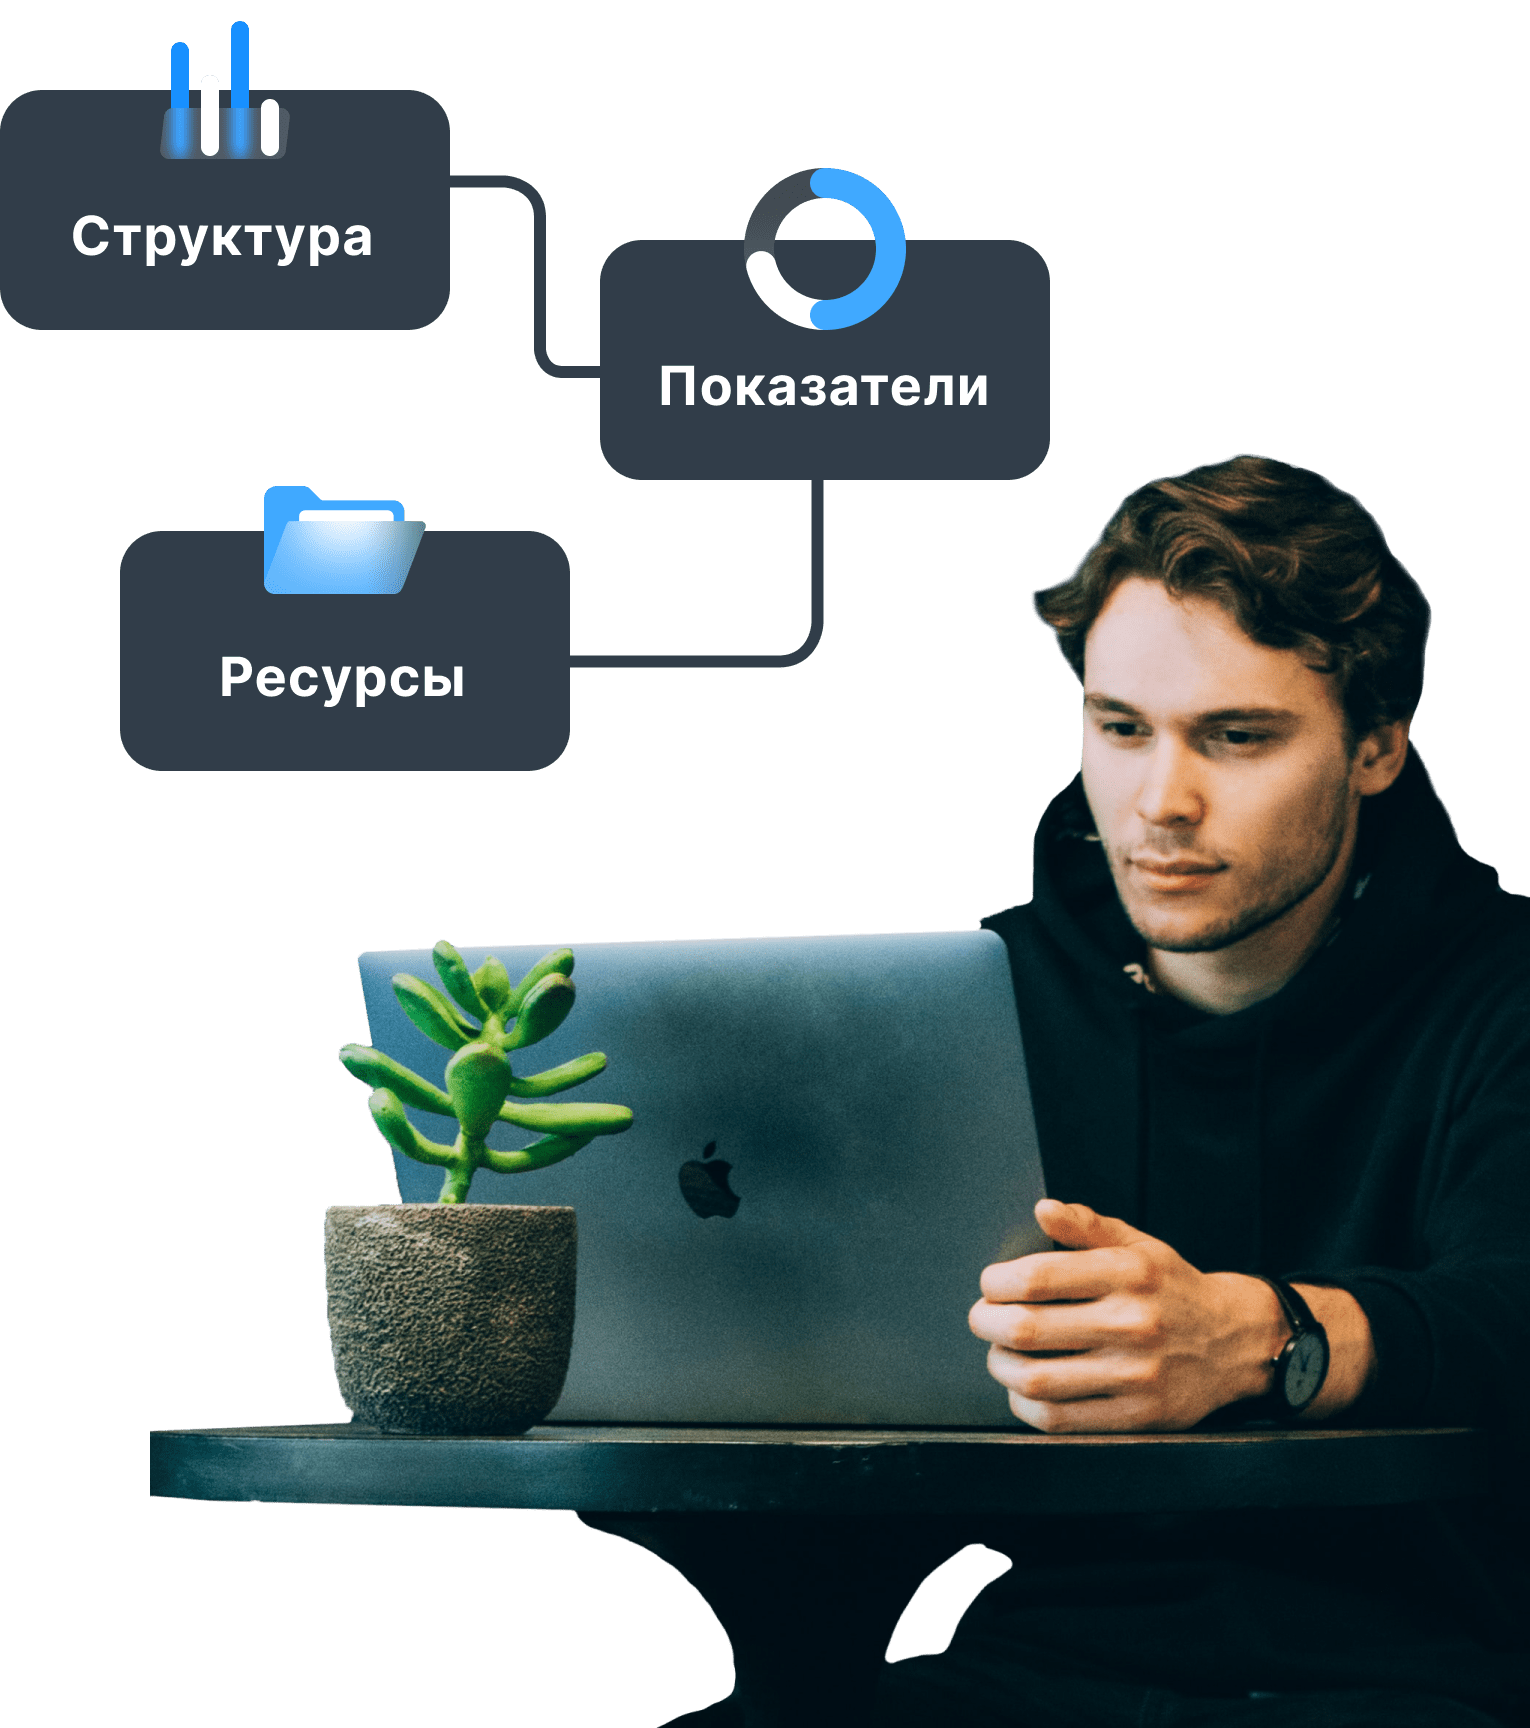 Структура
Показатели
Ресурсы